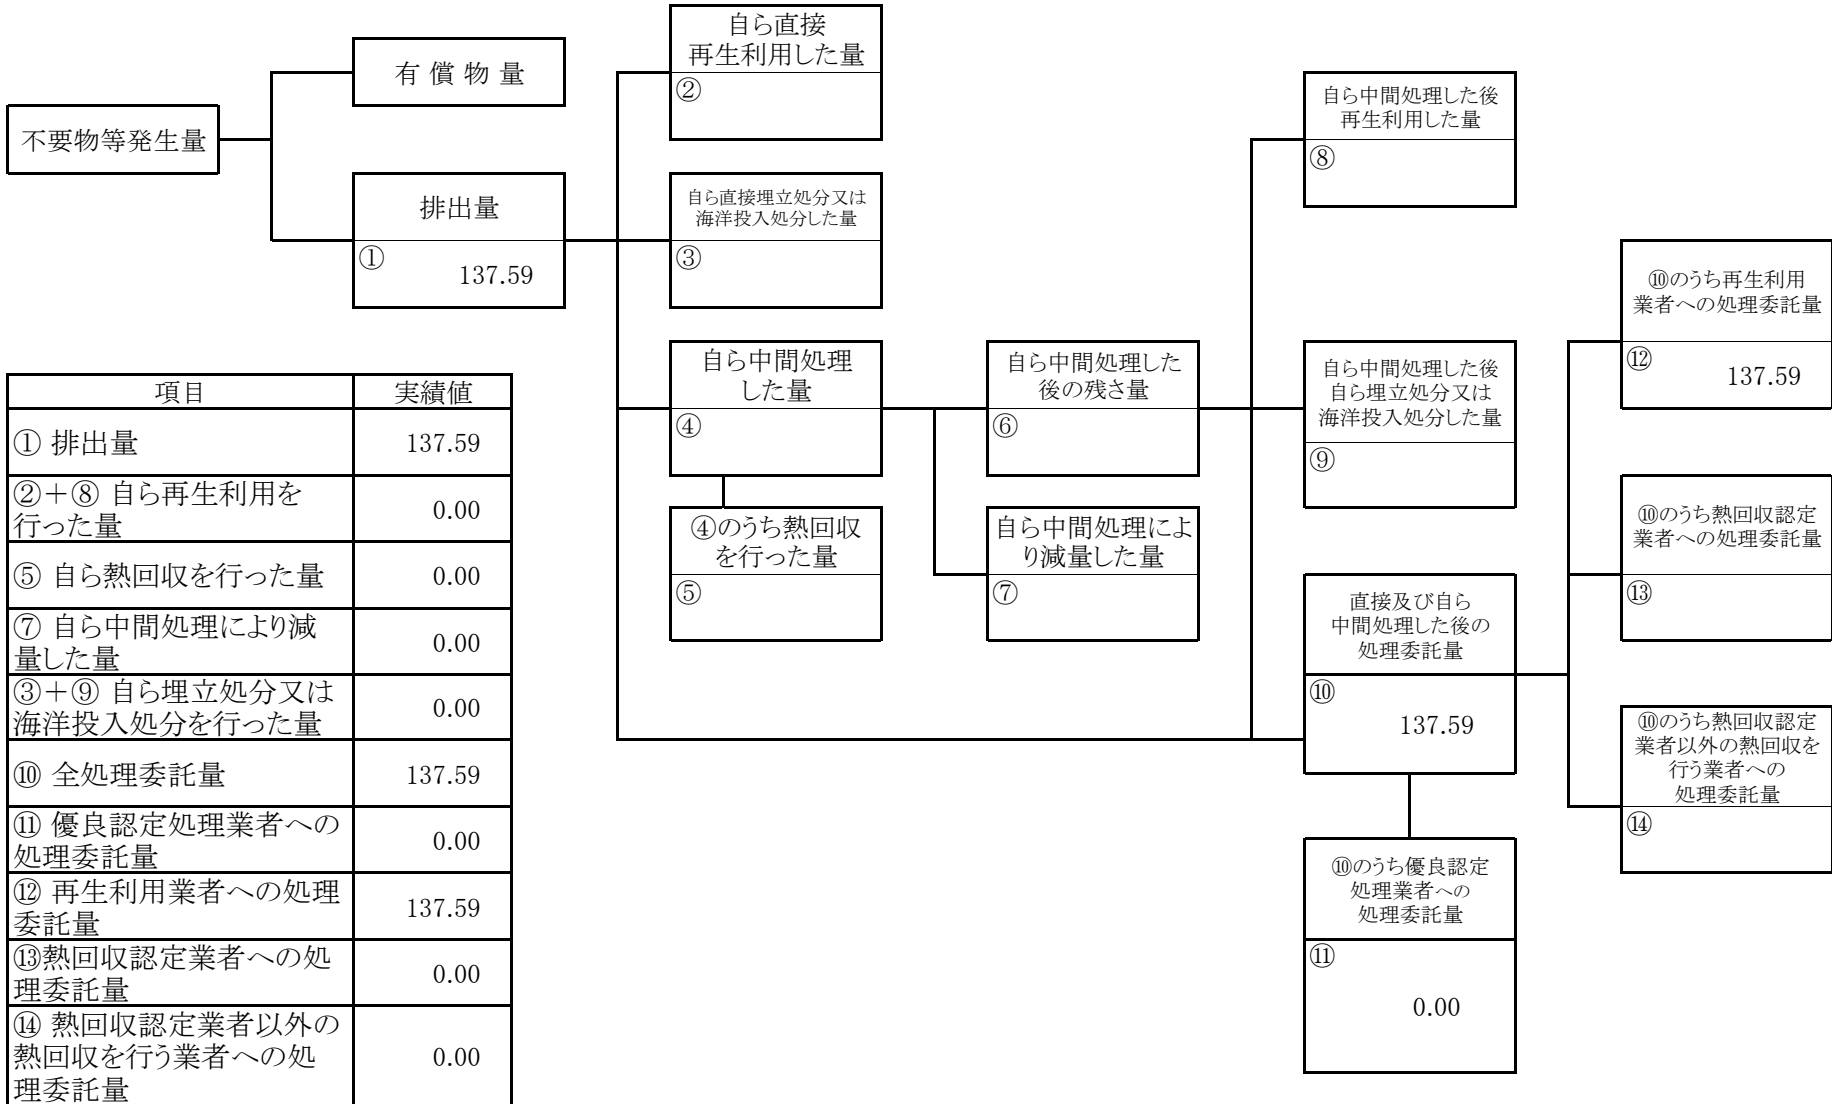 不要物等発生量
有償物量
排出量
①
137.59
自ら直接
再生利用した量
②
自ら直接埋立処分又は
海洋投入処分した量
③
自ら中間処理
した量
④
④のうち熱回収
を行った量
⑤
自ら中間処理した
後の残さ量
⑥
自ら中間処理によ
り減量した量
⑦
自ら中間処理した後
再生利用した量
⑧
自ら中間処理した後
自ら埋立処分又は
海洋投入処分した量
⑨
直接及び自ら
中間処理した後の
処理委託量
⑩
137.59
⑩のうち優良認定
処理業者への
処理委託量
⑪
0.00
⑩のうち再生利用
業者への処理委託量
⑫
137.59
⑩のうち熱回収認定
業者への処理委託量
⑬
⑩のうち熱回収認定
業者以外の熱回収を
行う業者への
処理委託量
⑭
項目 実績値
① 排出量 137.59
②＋⑧ 自ら再生利用を
行った量 0.00
⑤ 自ら熱回収を行った量 0.00
⑦ 自ら中間処理により減
量した量 0.00
③＋⑨ 自ら埋立処分又は
海洋投入処分を行った量 0.00
⑩ 全処理委託量 137.59
⑪ 優良認定処理業者への
処理委託量 0.00
⑫ 再生利用業者への処理
委託量 137.59
⑬熱回収認定業者への処
理委託量 0.00
⑭ 熱回収認定業者以外の
熱回収を行う業者への処
理委託量 0.00